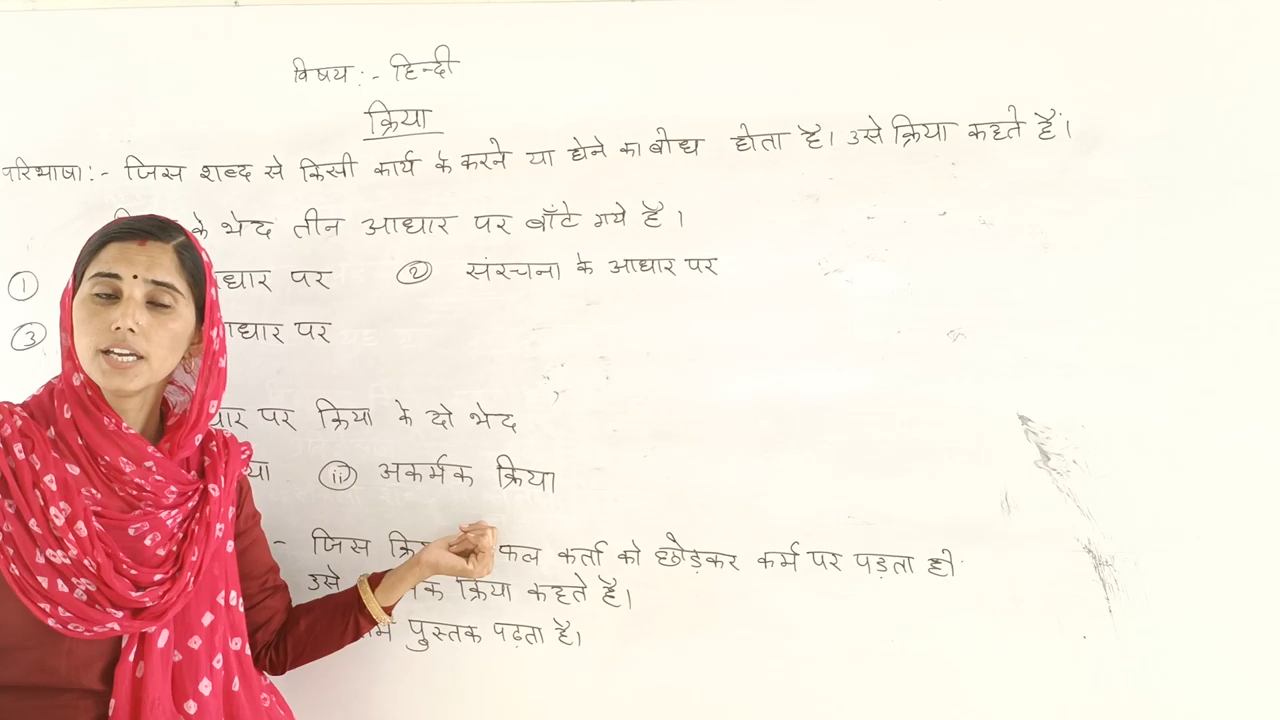 विषय :- हिन्दी
क्रिया
परिभाषा :- जिस शब्द से किसी कार्य के करने या होने का बोध होता है। उसे क्रिया कहते हैं।
के भेद तीन आधार पर बाँटे गये है।
① आधार पर ② संरचना के आधार पर
③ आधार पर
पर क्रिया के दो भेद
(ii) अकर्मक क्रिया
- जिस फल कर्ता को छोड़कर कर्म पर पड़ता हो
उसे क्रिया कहते है।
पुस्तक पढ़ता है।